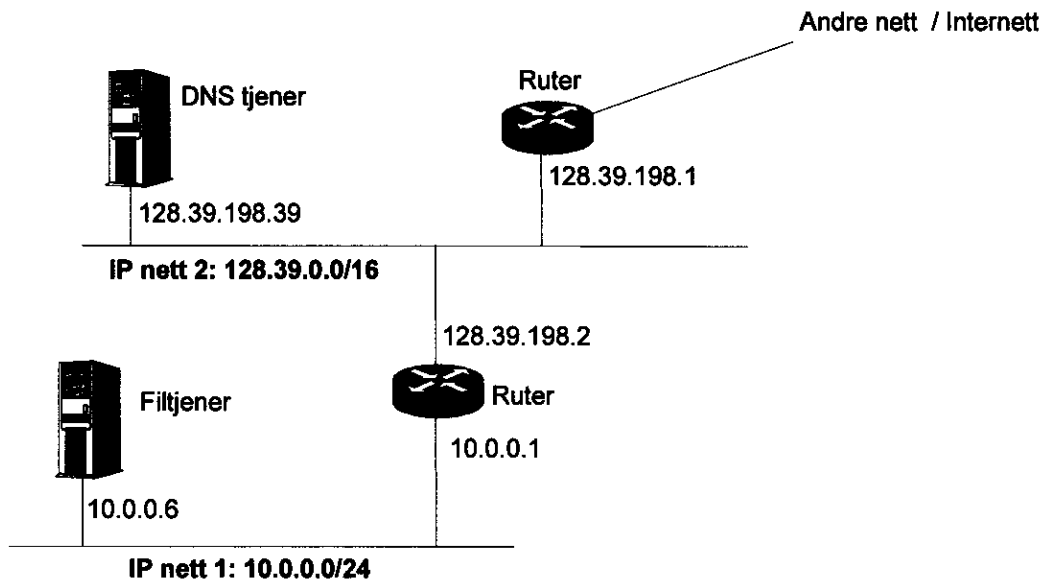 Andre nett / Internett
Ruter
DNS tjener
128.39.198.1
128.39.198.39
IP nett 2: 128.39.0.0/16
128.39.198.2
Filtjener
Ruter
10.0.0.1
10.0.0.6
IP nett 1: 10.0.0.0/24